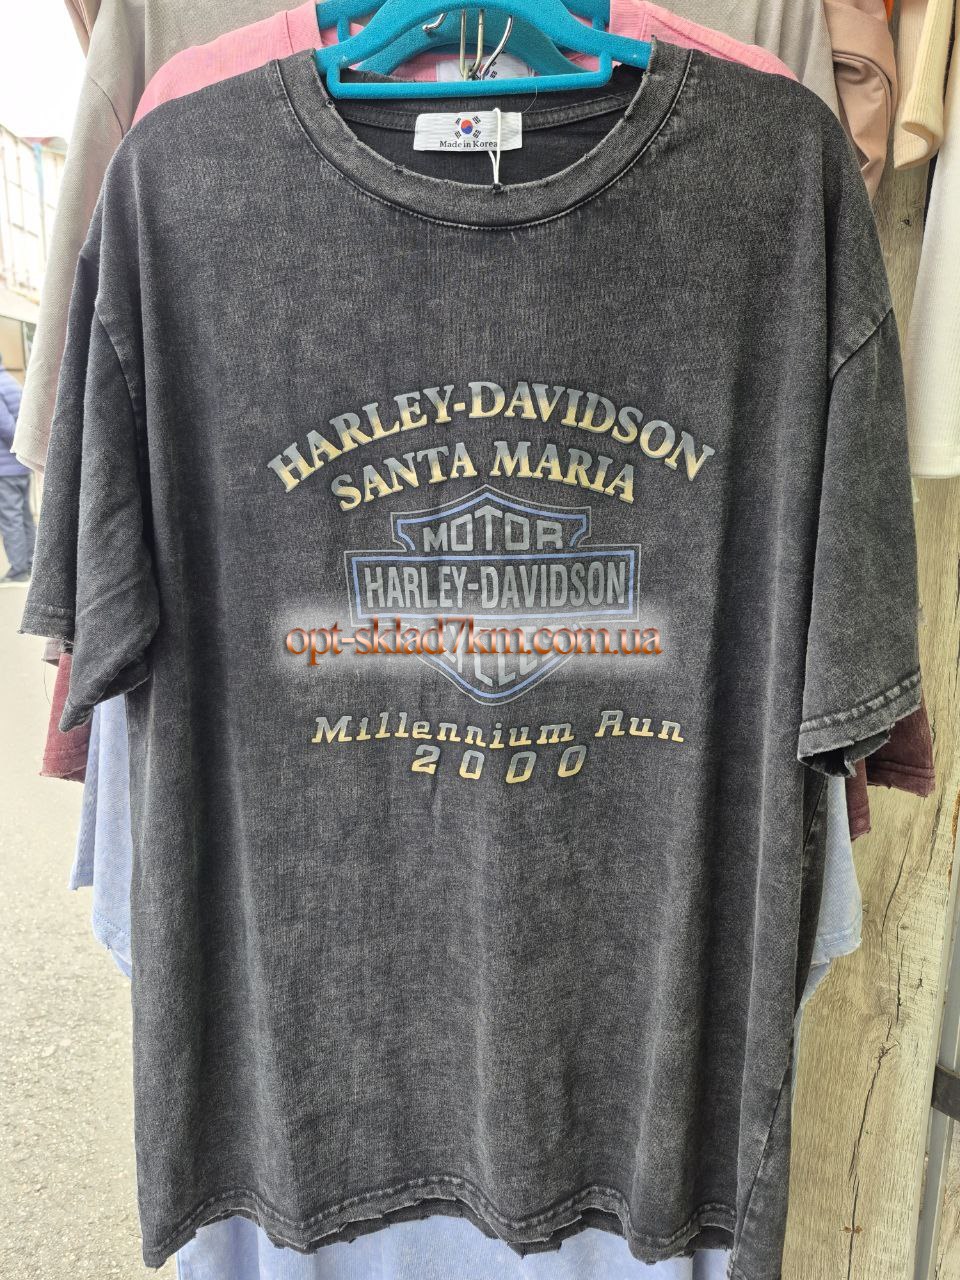 Made in Korea
HARLEY-DAVIDSON
SANTA MARIA
MOTOR
HARLEY-DAVIDSON
opt-sklad7km.com.ua
Millennium Run
2000